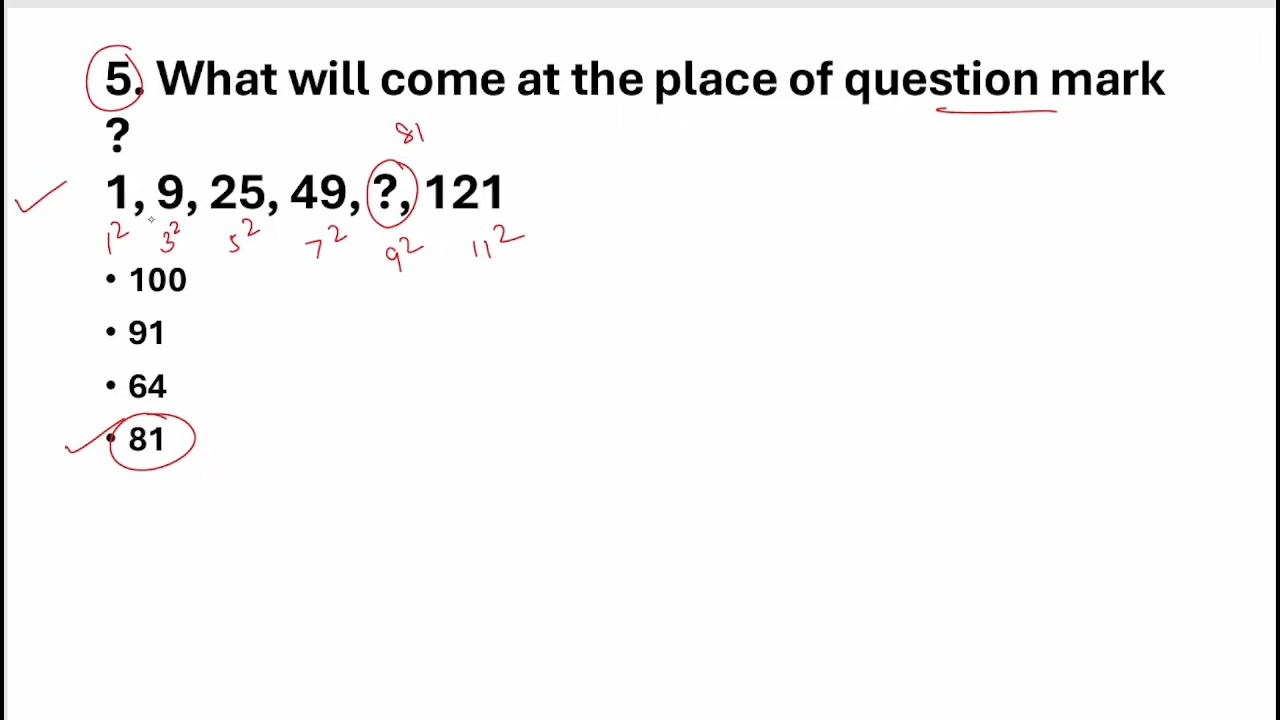 5. What will come at the place of question mark
?
81
1, 9, 25, 49, ?, 121
1² 3² 5² 7² 9² 11²
• 100
• 91
• 64
• 81